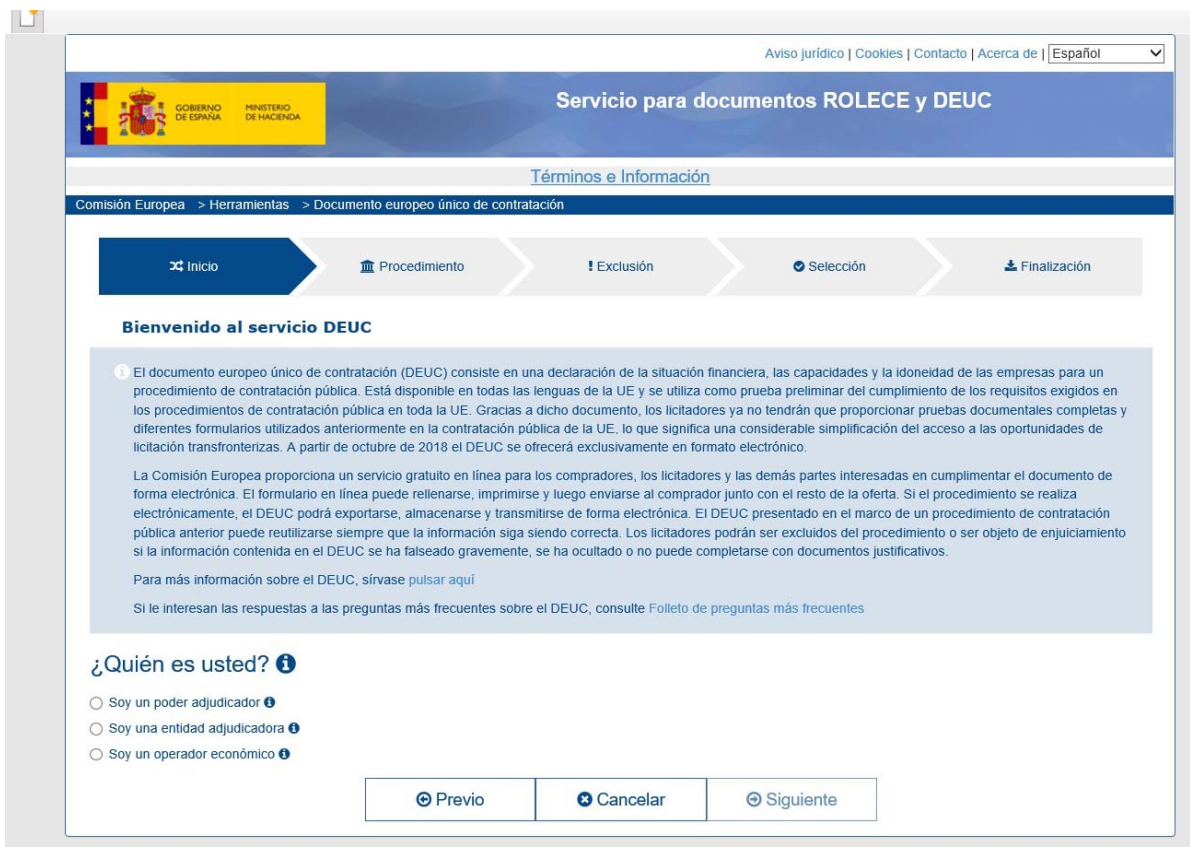 Aviso jurídico | Cookies | Contacto | Acerca de | Español
GOBIERNO DE ESPAÑA
MINISTERIO DE HACIENDA
Servicio para documentos ROLECE y DEUC
Términos e Información
Comisión Europea > Herramientas > Documento europeo único de contratación
Inicio
Procedimiento
Exclusión
Selección
Finalización
Bienvenido al servicio DEUC
El documento europeo único de contratación (DEUC) consiste en una declaración de la situación financiera, las capacidades y la idoneidad de las empresas para un
procedimiento de contratación pública. Está disponible en todas las lenguas de la UE y se utiliza como prueba preliminar del cumplimiento de los requisitos exigidos en
los procedimientos de contratación pública en toda la UE. Gracias a dicho documento, los licitadores ya no tendrán que proporcionar pruebas documentales completas y
diferentes formularios utilizados anteriormente en la contratación pública de la UE, lo que significa una considerable simplificación del acceso a las oportunidades de
licitación transfronterizas. A partir de octubre de 2018 el DEUC se ofrecerá exclusivamente en formato electrónico.
La Comisión Europea proporciona un servicio gratuito en línea para los compradores, los licitadores y las demás partes interesadas en cumplimentar el documento de
forma electrónica. El formulario en línea puede rellenarse, imprimirse y luego enviarse al comprador junto con el resto de la oferta. Si el procedimiento se realiza
electrónicamente, el DEUC podrá exportarse, almacenarse y transmitirse de forma electrónica. El DEUC presentado en el marco de un procedimiento de contratación
pública anterior puede reutilizarse siempre que la información siga siendo correcta. Los licitadores podrán ser excluidos del procedimiento o ser objeto de enjuiciamiento
si la información contenida en el DEUC se ha falseado gravemente, se ha ocultado o no puede completarse con documentos justificativos.
Para más información sobre el DEUC, sírvase pulsar aquí
Si le interesan las respuestas a las preguntas más frecuentes sobre el DEUC, consulte Folleto de preguntas más frecuentes
¿Quién es usted?
Soy un poder adjudicador
Soy una entidad adjudicadora
Soy un operador económico
Previo
Cancelar
Siguiente